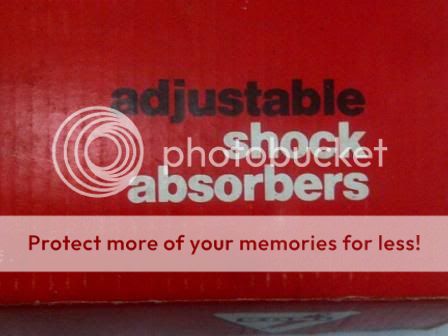 adjustable
shock
photobucket
absorbers
Protect more of your memories for less!